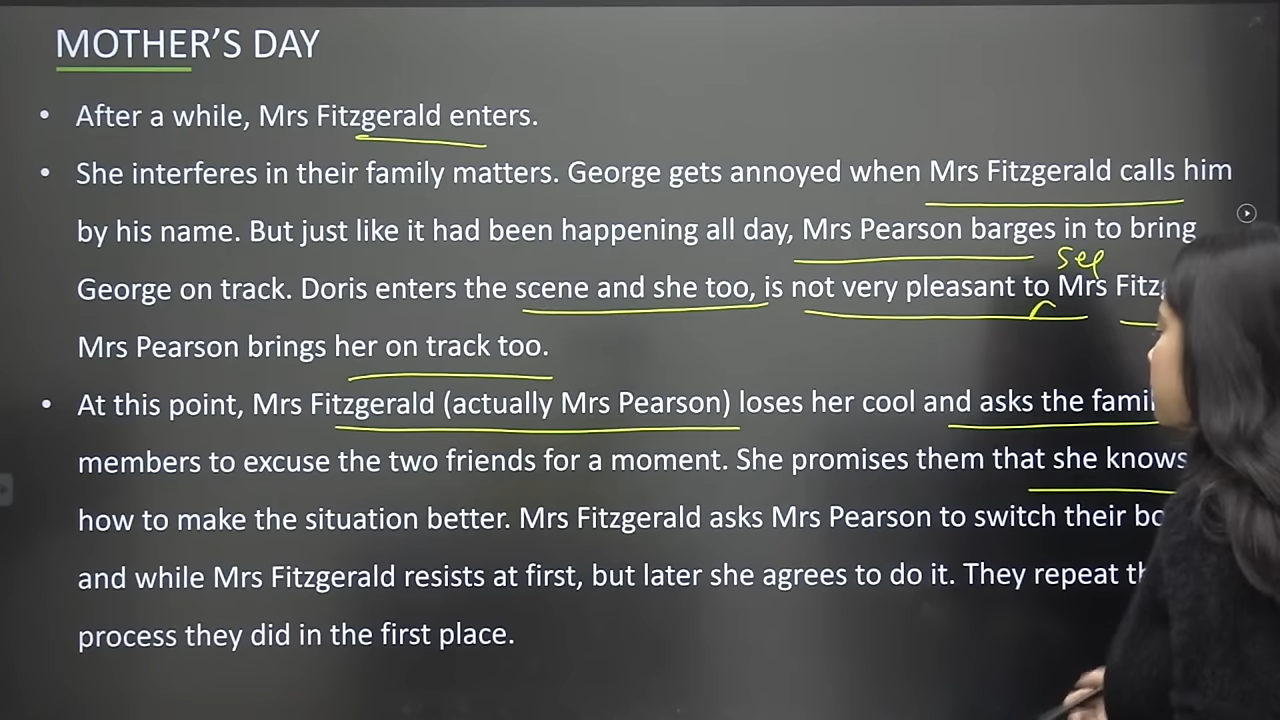 MOTHER'S DAY
• After a while, Mrs Fitzgerald enters.
• She interferes in their family matters. George gets annoyed when Mrs Fitzgerald calls him
by his name. But just like it had been happening all day, Mrs Pearson barges in to bring
see
George on track. Doris enters the scene and she too, is not very pleasant to Mrs
Mrs Pearson brings her on track too.
• At this point, Mrs Fitzgerald (actually Mrs Pearson) loses her cool and asks the
members to excuse the two friends for a moment. She promises them that she knows
how to make the situation better. Mrs Fitzgerald asks Mrs Pearson to switch their
and while Mrs Fitzgerald resists at first, but later she agrees to do it. They repeat
process they did in the first place.